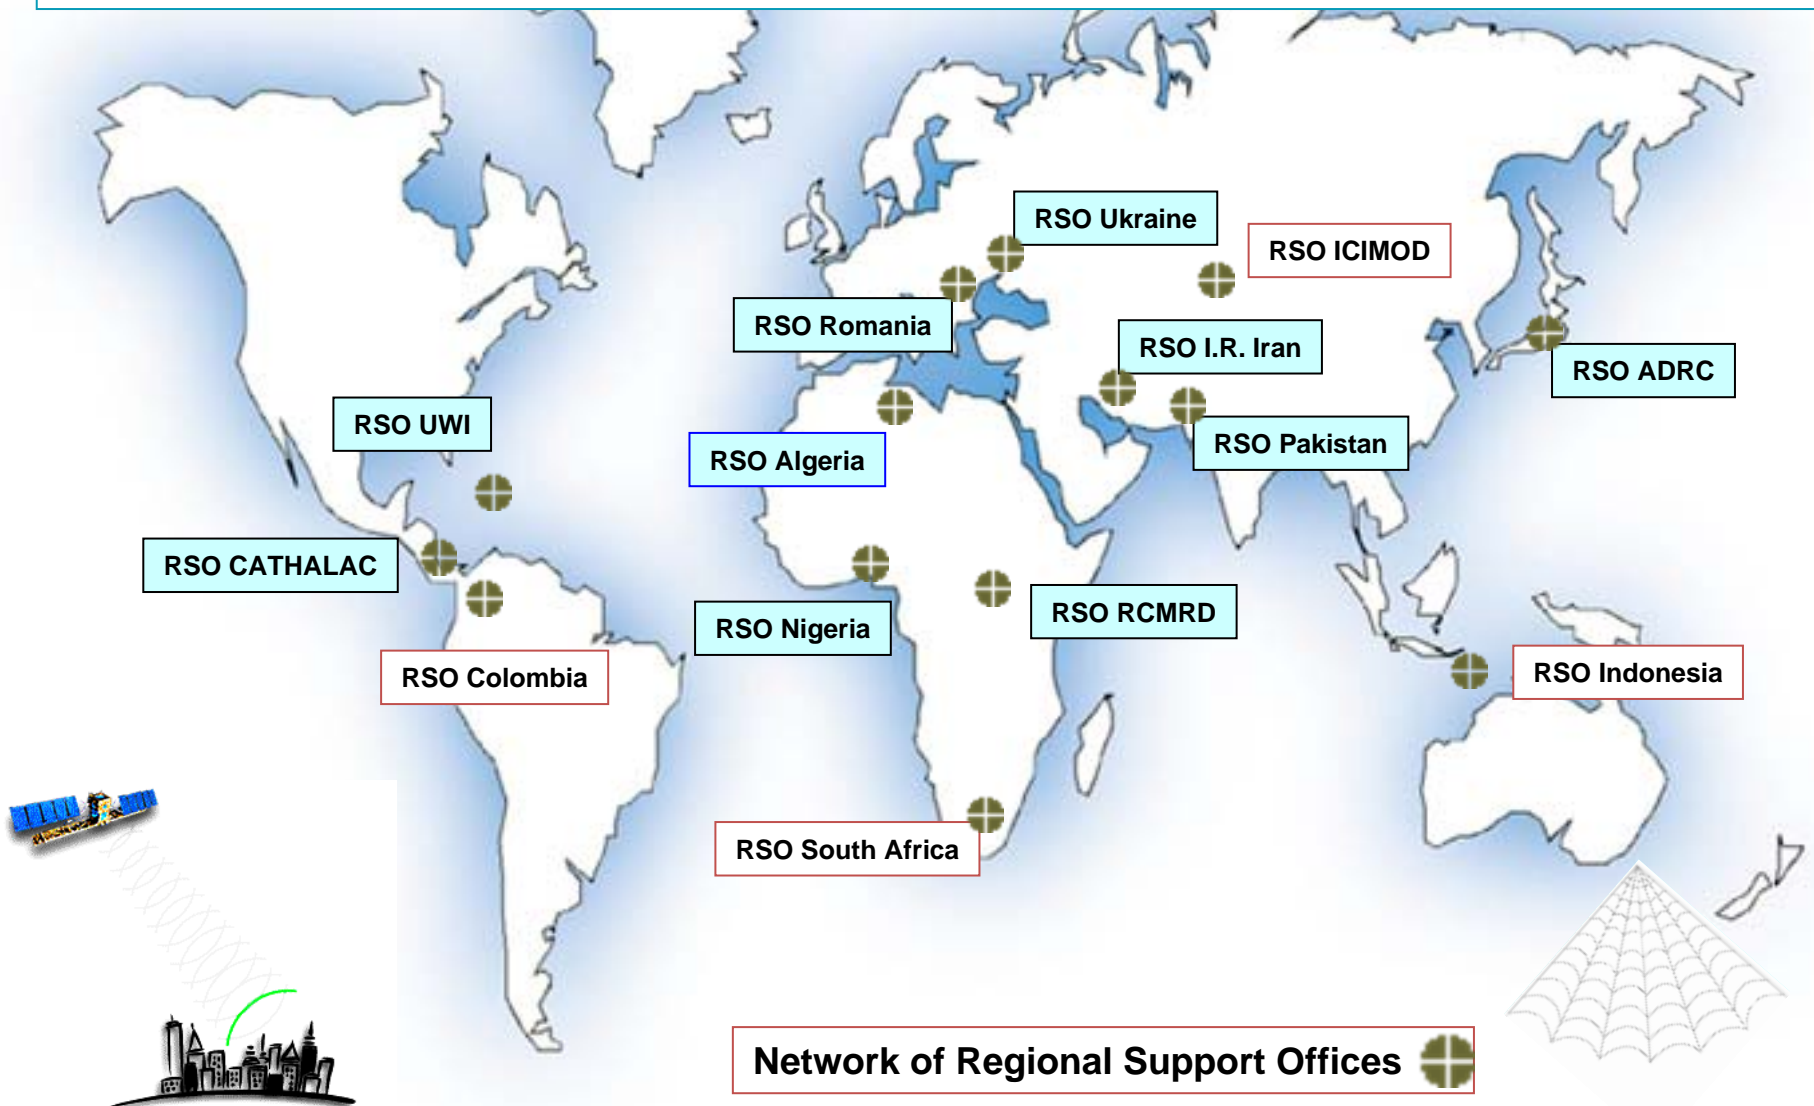 RSO Ukraine
RSO ICIMOD
RSO Romania
RSO I.R. Iran
RSO ADRC
RSO UWI
RSO Algeria
RSO Pakistan
RSO CATHALAC
RSO Nigeria
RSO RCMRD
RSO Colombia
RSO Indonesia
RSO South Africa
Network of Regional Support Offices